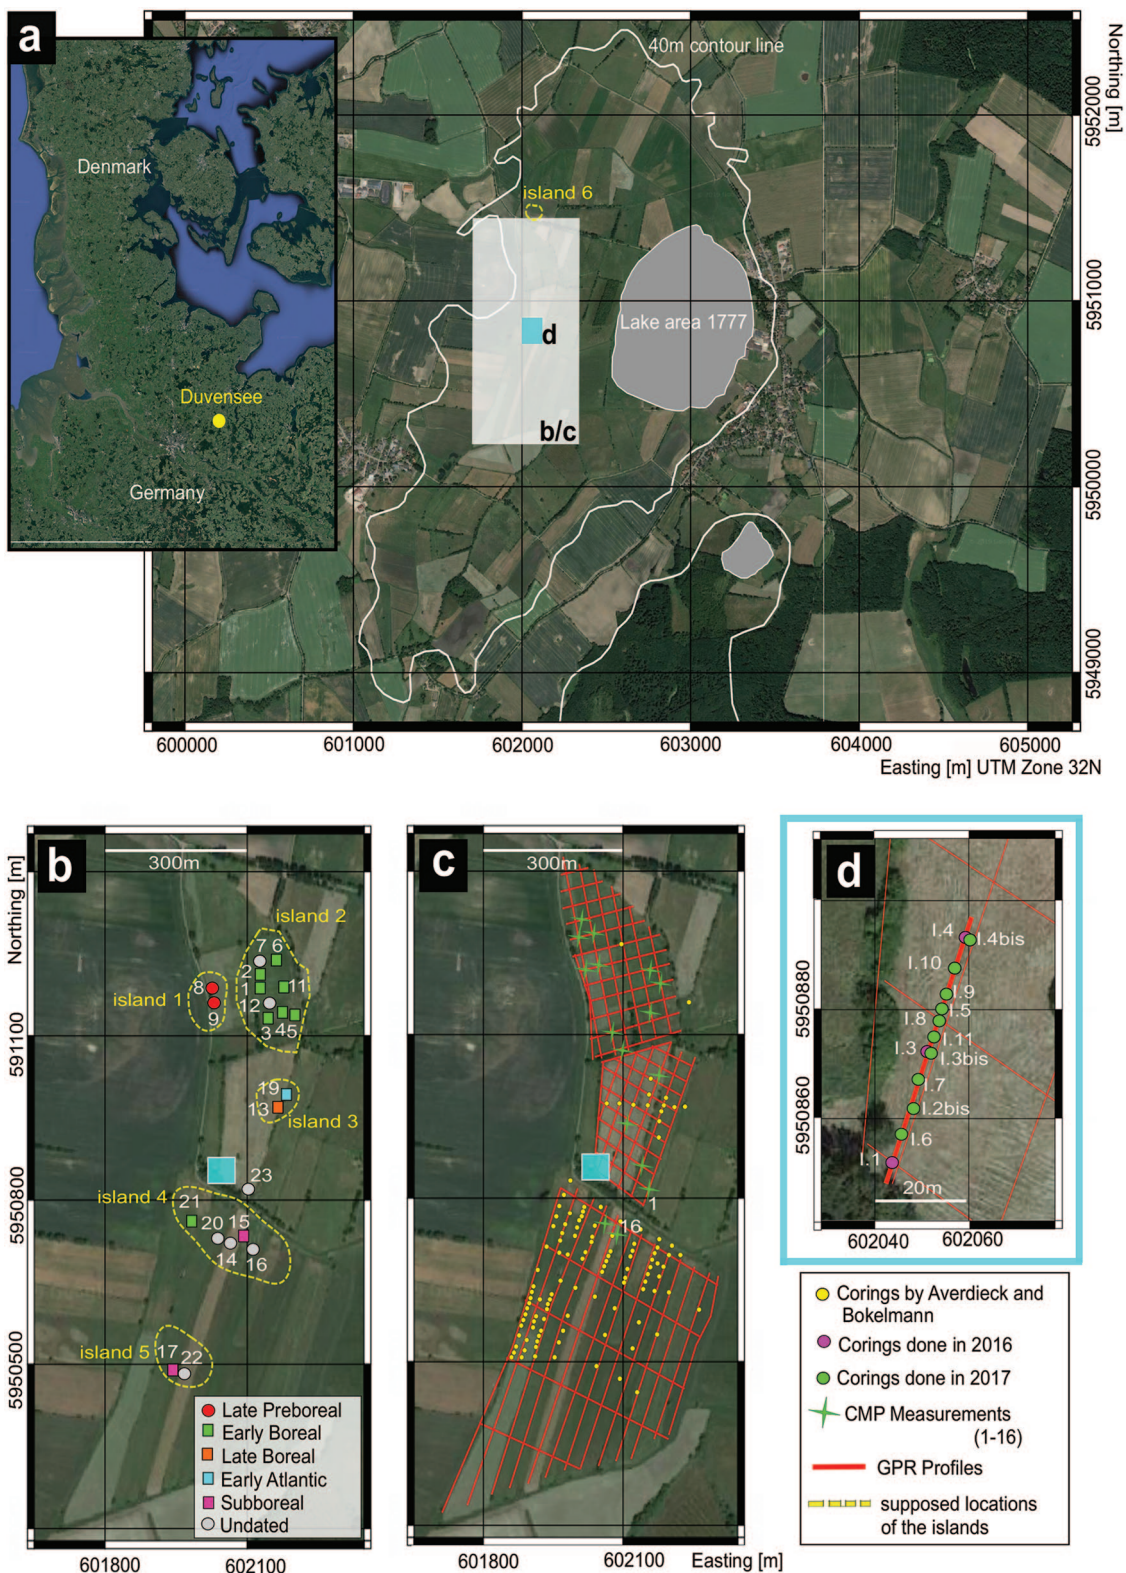 a
40m contour line
Northing [m]
5952000
Denmark
island 6
5951000
Lake area 1777
d
Duvensee
b/c
Germany
5950000
5949000
600000
601000
602000
603000
604000
605000
Easting [m] UTM Zone 32N
b
300m
Northing [m]
island 2
7 6
2
8
1
11
island 1
12
9
3
45
591100
19
13
island 3
23
island 4
21
5950800
20
15
14
16
island 5
17
22
5950500
Late Preboreal
Early Boreal
Late Boreal
Early Atlantic
Subboreal
Undated
601800
602100
c
300m
1
16
601800
602100
Easting [m]
d
I.4
I.4bis
I.10
I.9
I.5
I.8
I.11
I.3
I.3bis
I.7
I.2bis
I.6
I.1
20m
5950880
5950860
602040
602060
Corings by Averdieck and
Bokelmann
Corings done in 2016
Corings done in 2017
CMP Measurements
(1-16)
GPR Profiles
supposed locations
of the islands